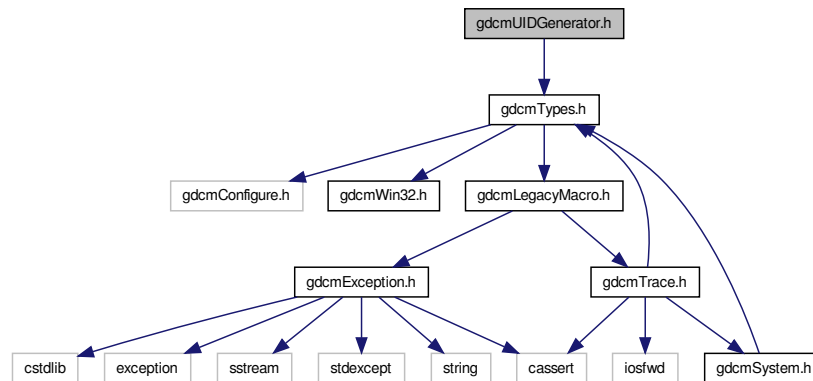 gdcmUIDGenerator.h
gdcmTypes.h
gdcmConfigure.h
gdcmWin32.h
gdcmLegacyMacro.h
gdcmException.h
gdcmTrace.h
cstdlib
exception
sstream
stdexcept
string
cassert
iosfwd
gdcmSystem.h